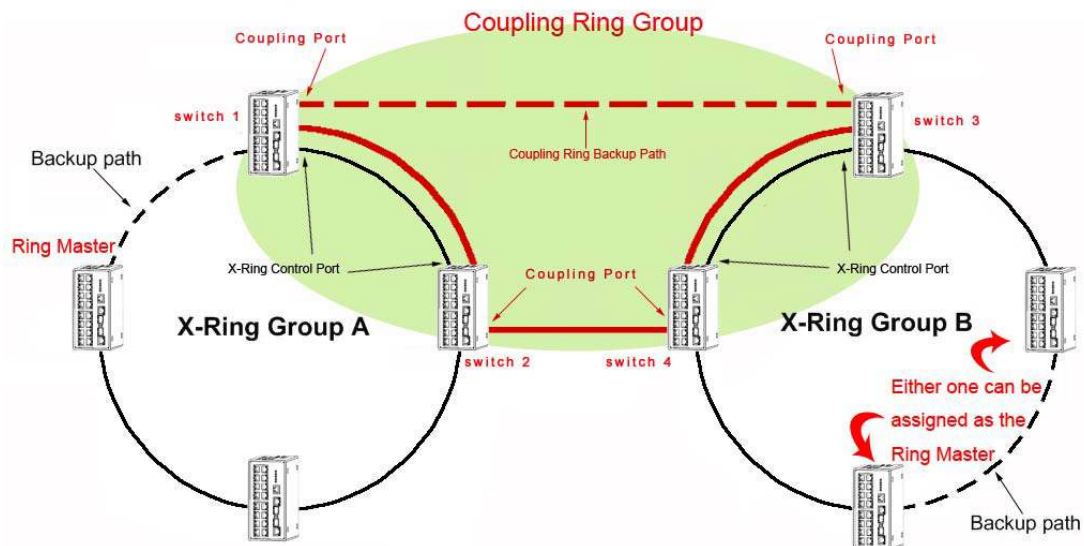 Coupling Ring Group
Coupling Port
Coupling Port
switch 1
switch 3
Coupling Ring Backup Path
Backup path
Ring Master
X-Ring Control Port
Coupling Port
X-Ring Control Port
X-Ring Group A
X-Ring Group B
switch 2
switch 4
Either one can be
assigned as the
Ring Master
Backup path